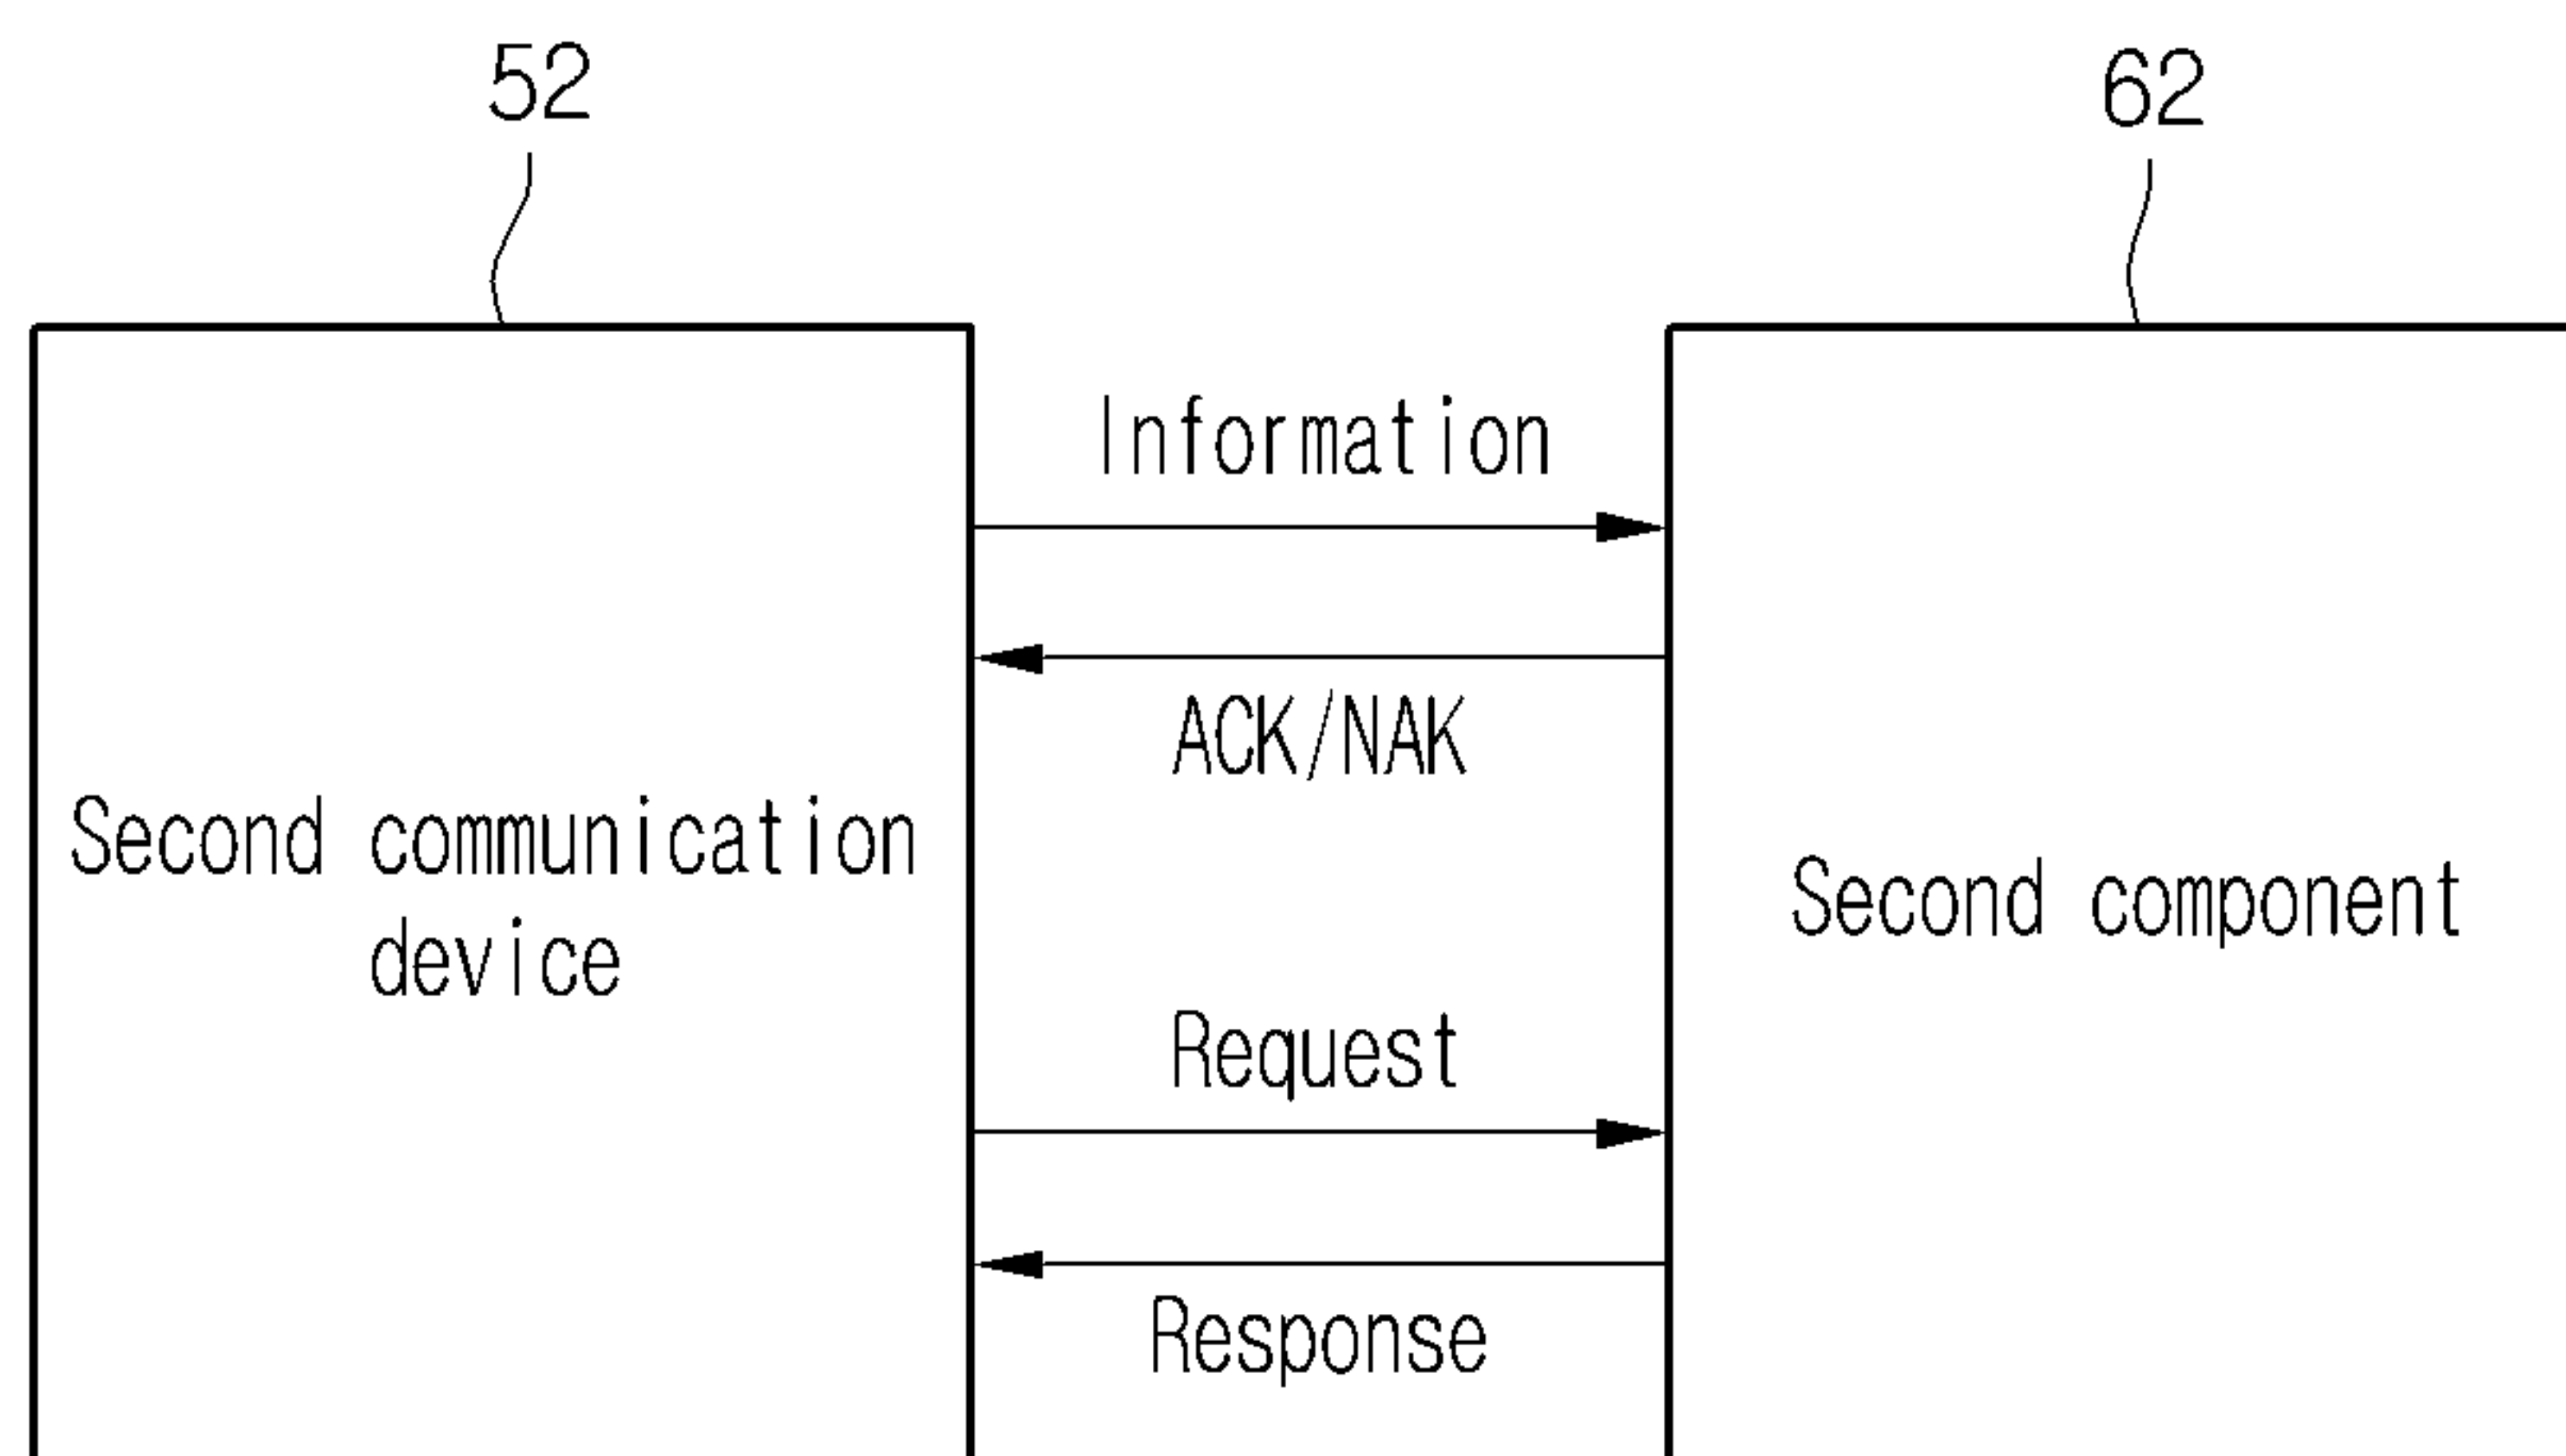 52
62
Information
ACK/NAK
Second communication
device
Second component
Request
Response